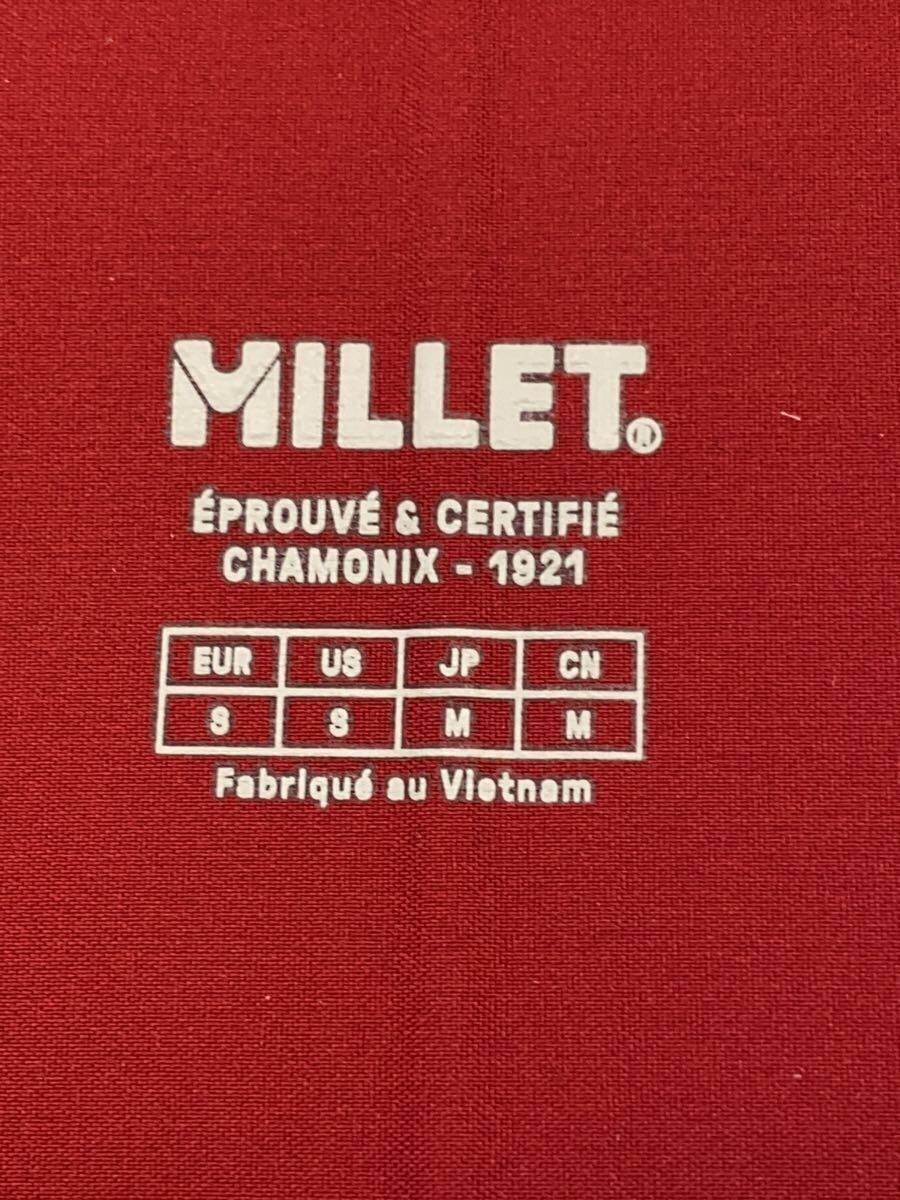 MILLET®
ÉPROUVÉ & CERTIFIÉ
CHAMONIX - 1921
EUR US JP CN
S S M M
Fabriqué au Vietnam